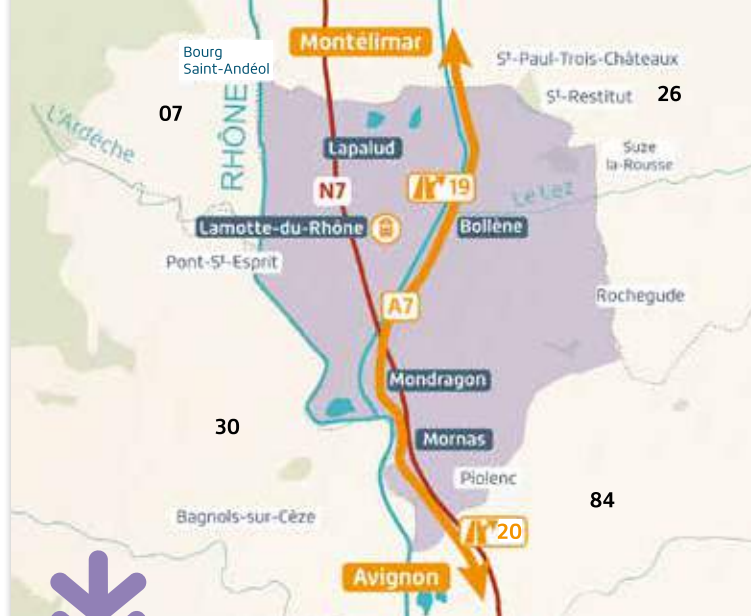 Montélimar
Bourg
Saint-Andéol
Sᵗ-Paul-Trois-Châteaux
Sᵗ-Restitut
26
07
L'Ardèche
RHÔNE
Lapalud
Suze
la-Rousse
N7
19
Le Lez
Lamotte-du-Rhône
Bollène
Pont-Sᵗ-Esprit
Rochegude
A7
Mondragon
30
Mornas
Piolenc
84
Bagnols-sur-Cèze
20
Avignon